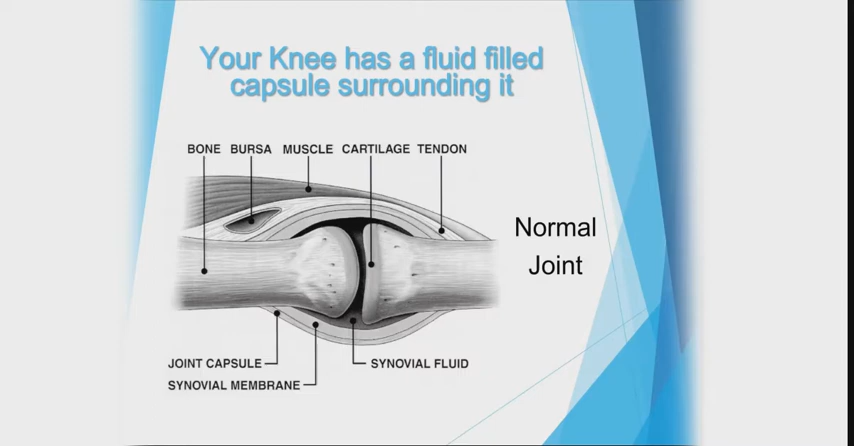 Your Knee has a fluid filled
capsule surrounding it
BONE BURSA MUSCLE CARTILAGE TENDON
Normal
Joint
JOINT CAPSULE
SYNOVIAL FLUID
SYNOVIAL MEMBRANE